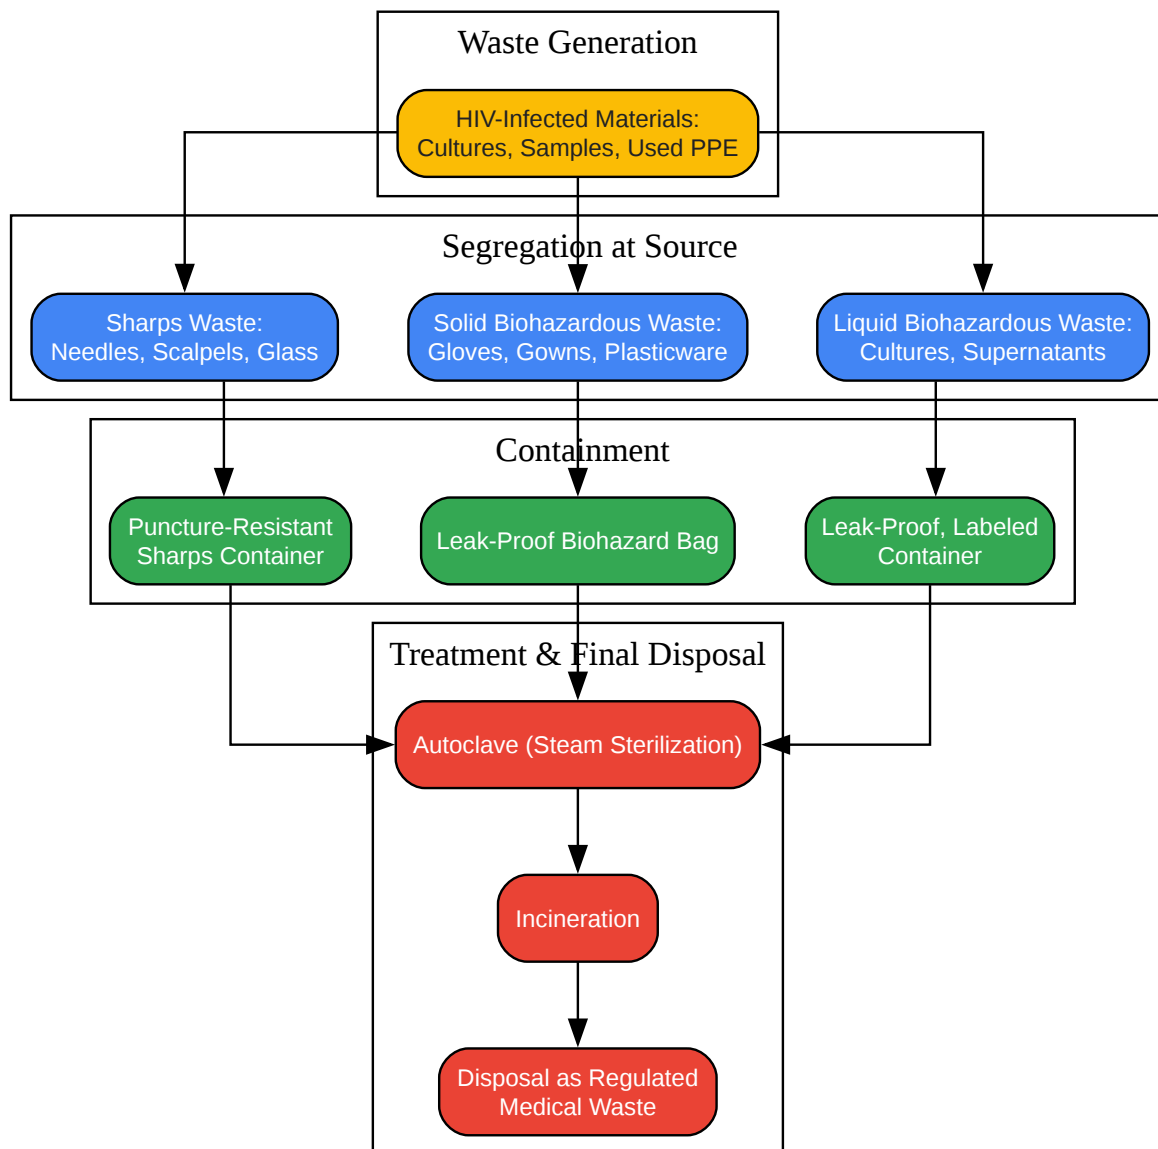 Waste Generation
HIV-Infected Materials:
Cultures, Samples, Used PPE
Segregation at Source
Sharps Waste:
Needles, Scalpels, Glass
Solid Biohazardous Waste:
Gloves, Gowns, Plasticware
Liquid Biohazardous Waste:
Cultures, Supernatants
Containment
Puncture-Resistant
Sharps Container
Leak-Proof Biohazard Bag
Leak-Proof, Labeled
Container
Treatment & Final Disposal
Autoclave (Steam Sterilization)
Incineration
Disposal as Regulated
Medical Waste